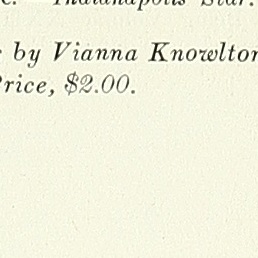 Indianapolis Star.
by Vianna Knowlton
Price, $2.00.